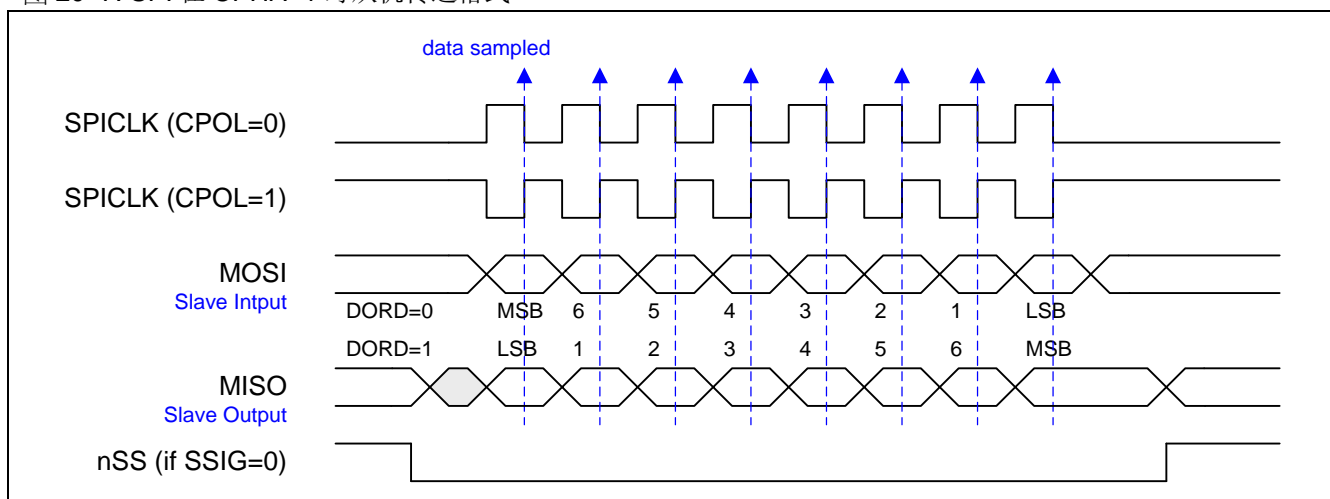 data sampled
SPICLK (CPOL=0)
SPICLK (CPOL=1)
MOSI
Slave Intput
DORD=0 MSB 6 5 4 3 2 1 LSB
DORD=1 LSB 1 2 3 4 5 6 MSB
MISO
Slave Output
nSS (if SSIG=0)